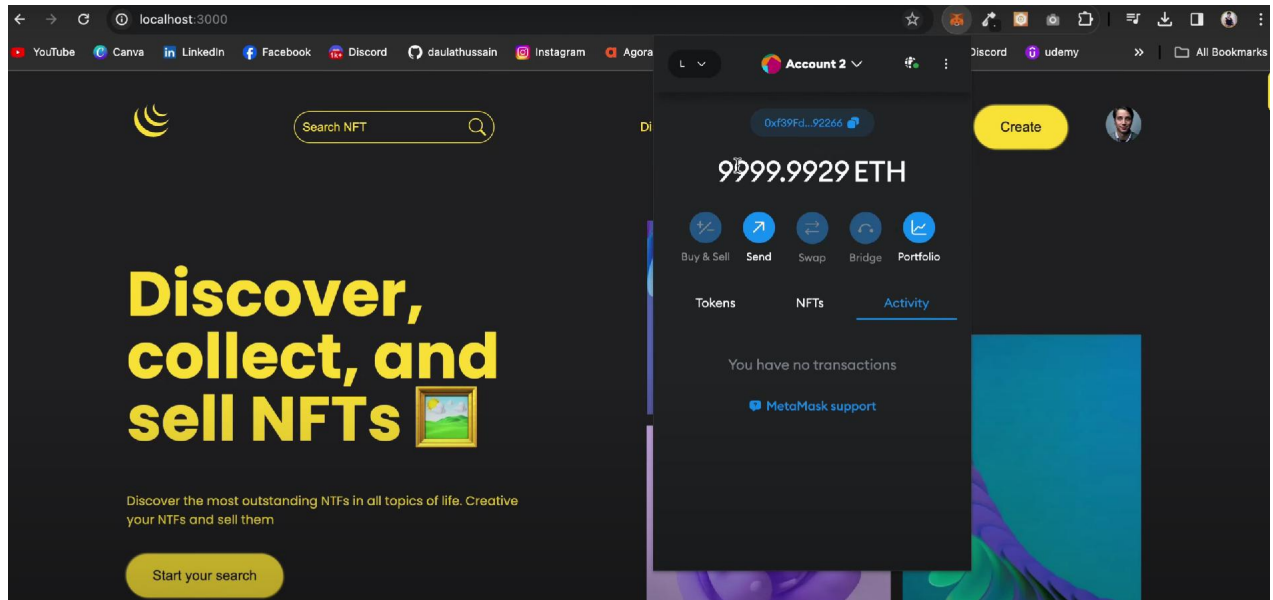 localhost:3000
YouTube Canva LinkedIn Facebook Discord daulathussain Instagram Agora Discord udemy » All Bookmarks
L Account 2
Search NFT
Di
Create
0xf39Fd...92266
9999.9929 ETH
Buy & Sell Send Swap Bridge Portfolio
Tokens NFTs Activity
You have no transactions
MetaMask support
Discover,
collect, and
sell NFTs
Discover the most outstanding NTFs in all topics of life. Creative
your NTFs and sell them
Start your search